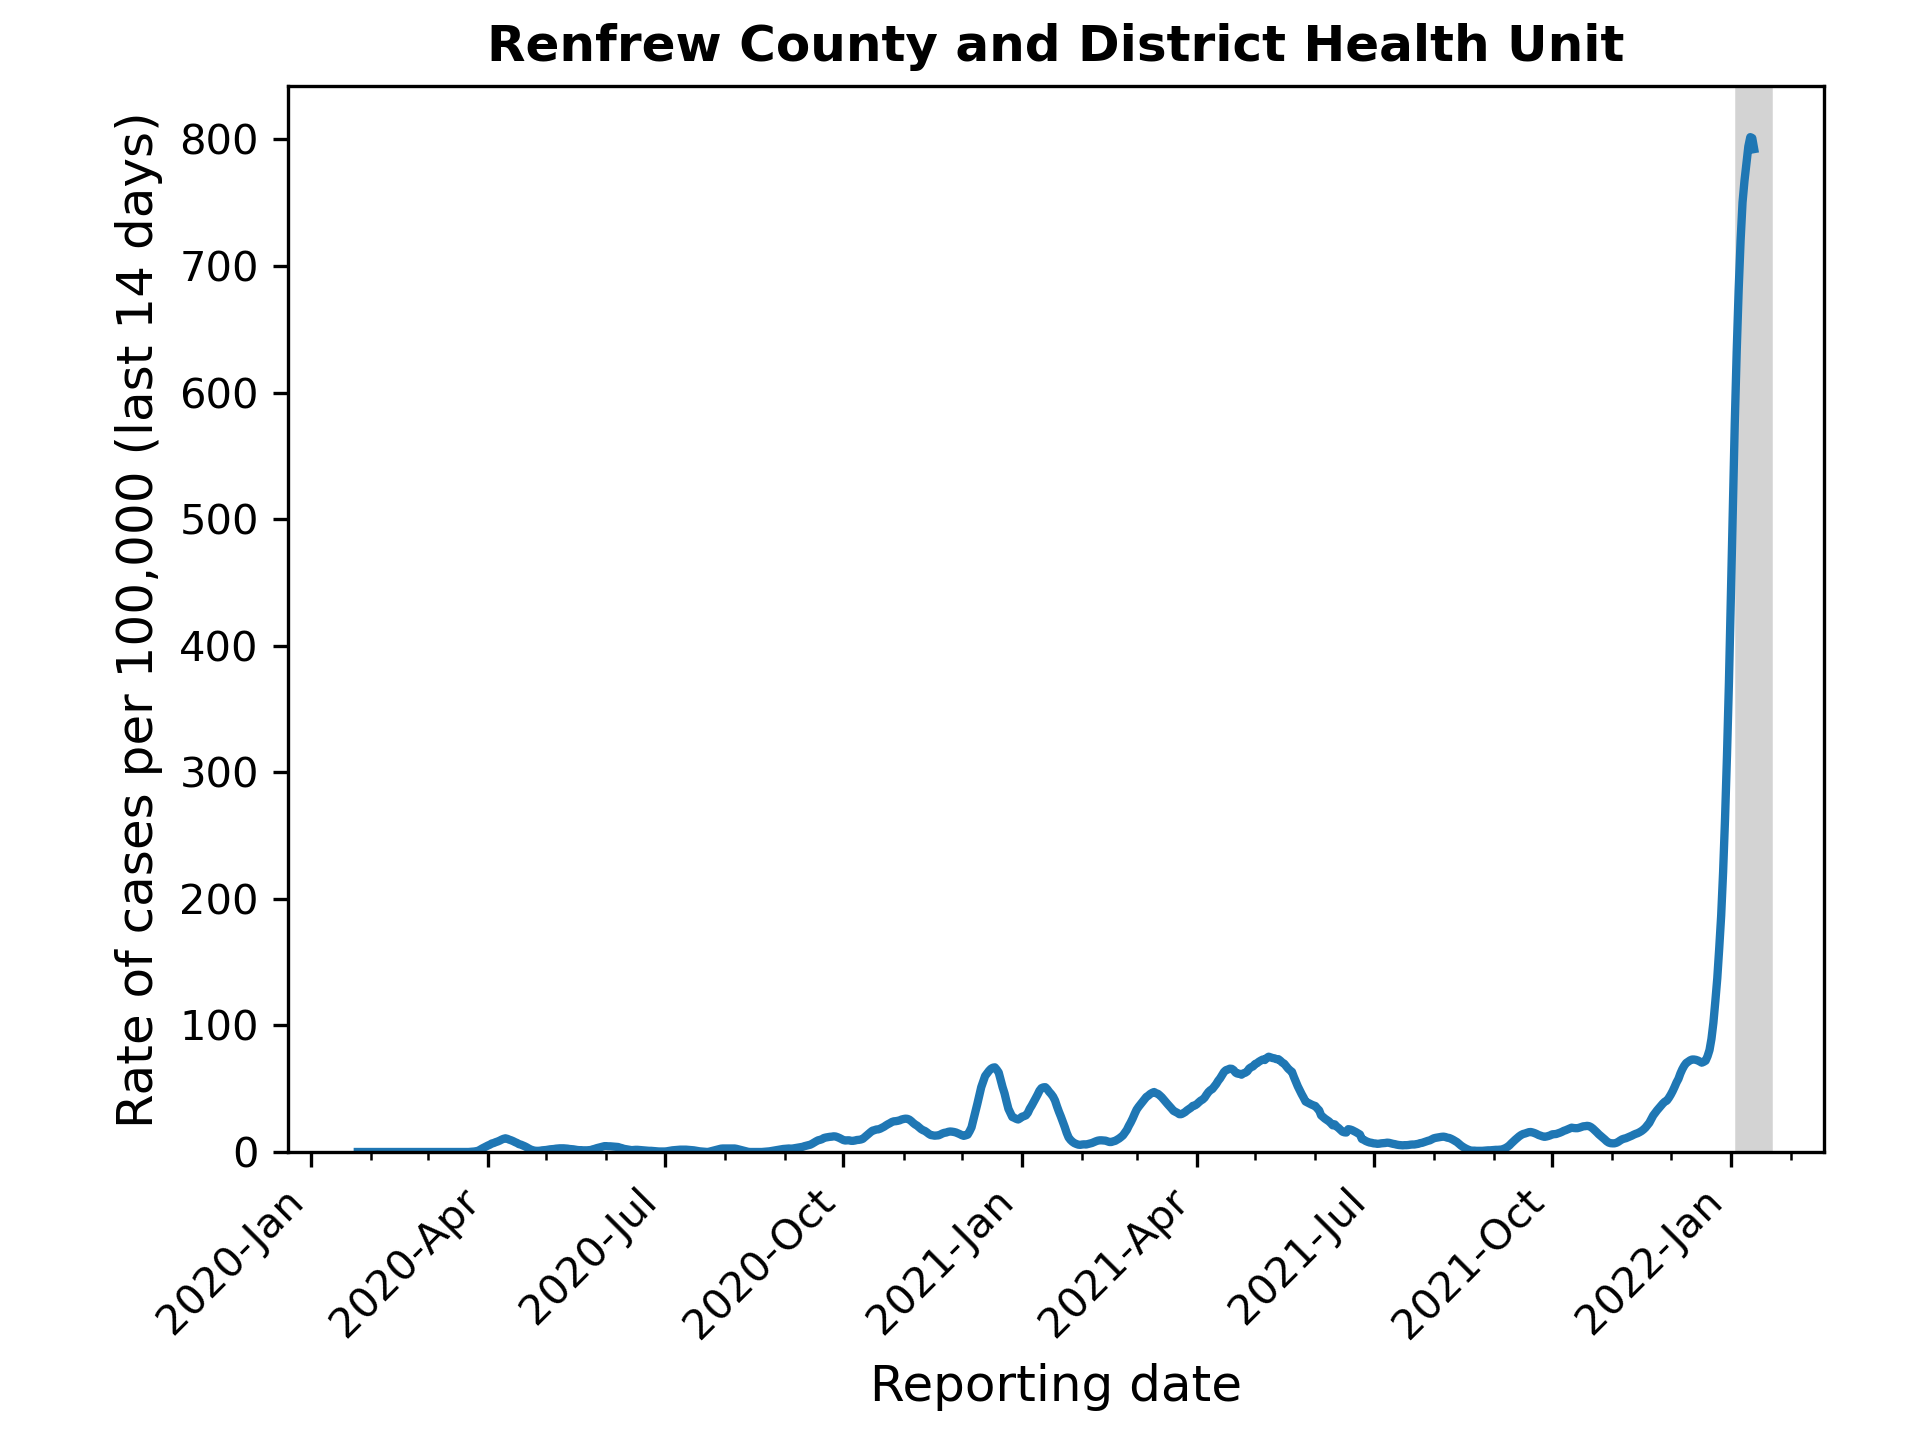 Renfrew County and District Health Unit
Rate of cases per 100,000 (last 14 days)
800
700
600
500
400
300
200
100
0
2020-Jan
2020-Apr
2020-Jul
2020-Oct
2021-Jan
2021-Apr
2021-Jul
2021-Oct
2022-Jan
Reporting date